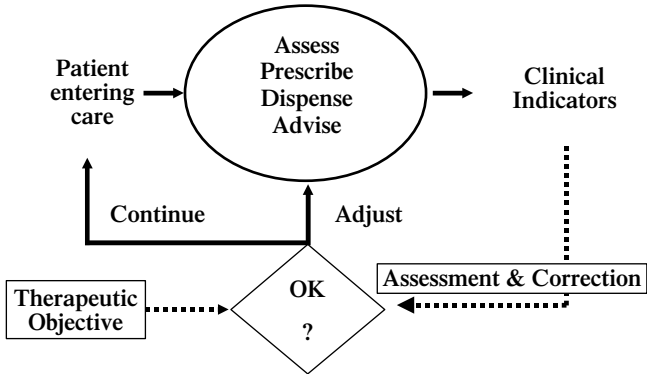 Patient
entering
care
Assess
Prescribe
Dispense
Advise
Clinical
Indicators
Continue
Adjust
Assessment & Correction
Therapeutic
Objective
OK
?